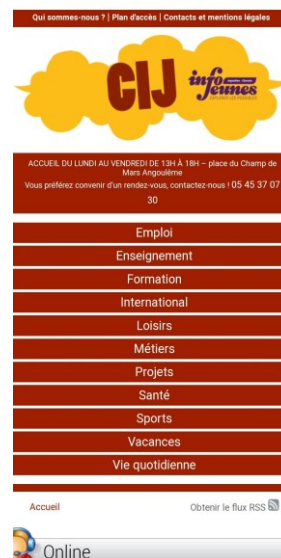 Qui sommes-nous ? | Plan d'accès | Contacts et mentions légales
CIJ
info
Jeunes
ACCUEIL DU LUNDI AU VENDREDI DE 13H À 18H – place du Champ de
Mars Angoulême
Vous préférez convenir d'un rendez-vous, contactez-nous ! 05 45 37 07
30
Emploi
Enseignement
Formation
International
Loisirs
Métiers
Projets
Santé
Sports
Vacances
Vie quotidienne
Accueil
Obtenir le flux RSS
Online